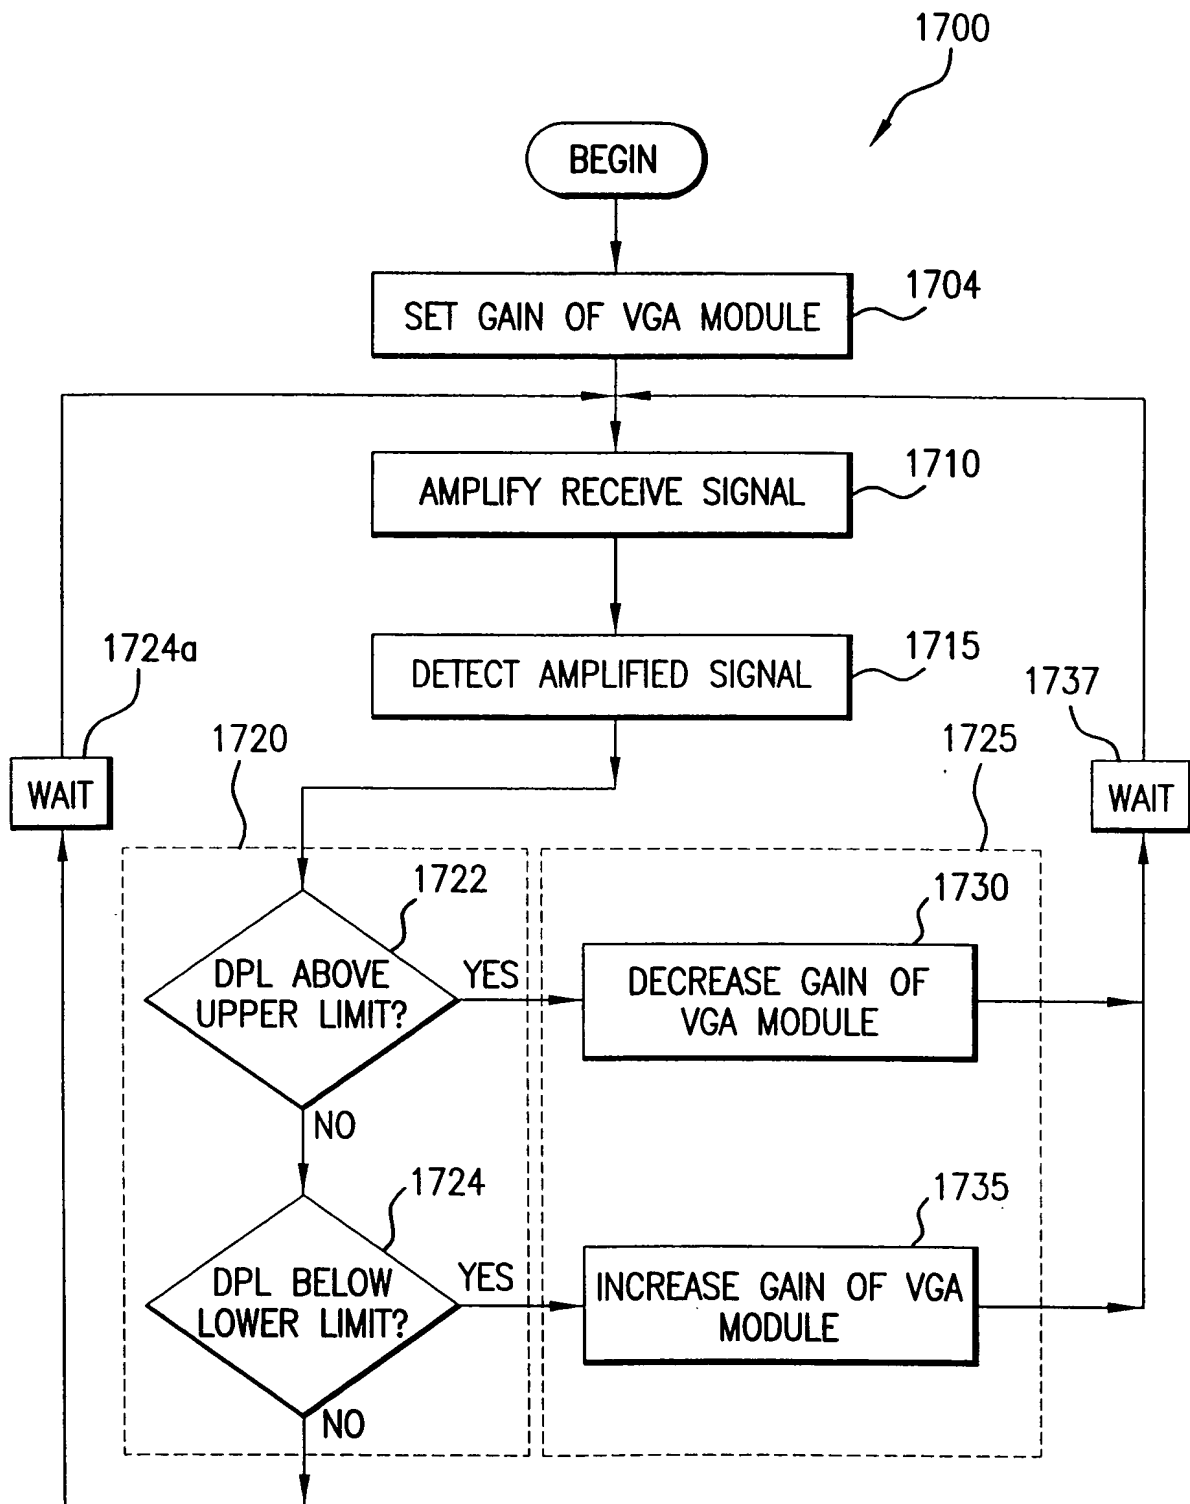 1700
BEGIN
1704
SET GAIN OF VGA MODULE
1710
AMPLIFY RECEIVE SIGNAL
1715
DETECT AMPLIFIED SIGNAL
1724a
WAIT
1720
1725
1737
WAIT
1722
DPL ABOVE
UPPER LIMIT?
YES
1730
DECREASE GAIN OF
VGA MODULE
NO
1724
DPL BELOW
LOWER LIMIT?
YES
1735
INCREASE GAIN OF VGA
MODULE
NO